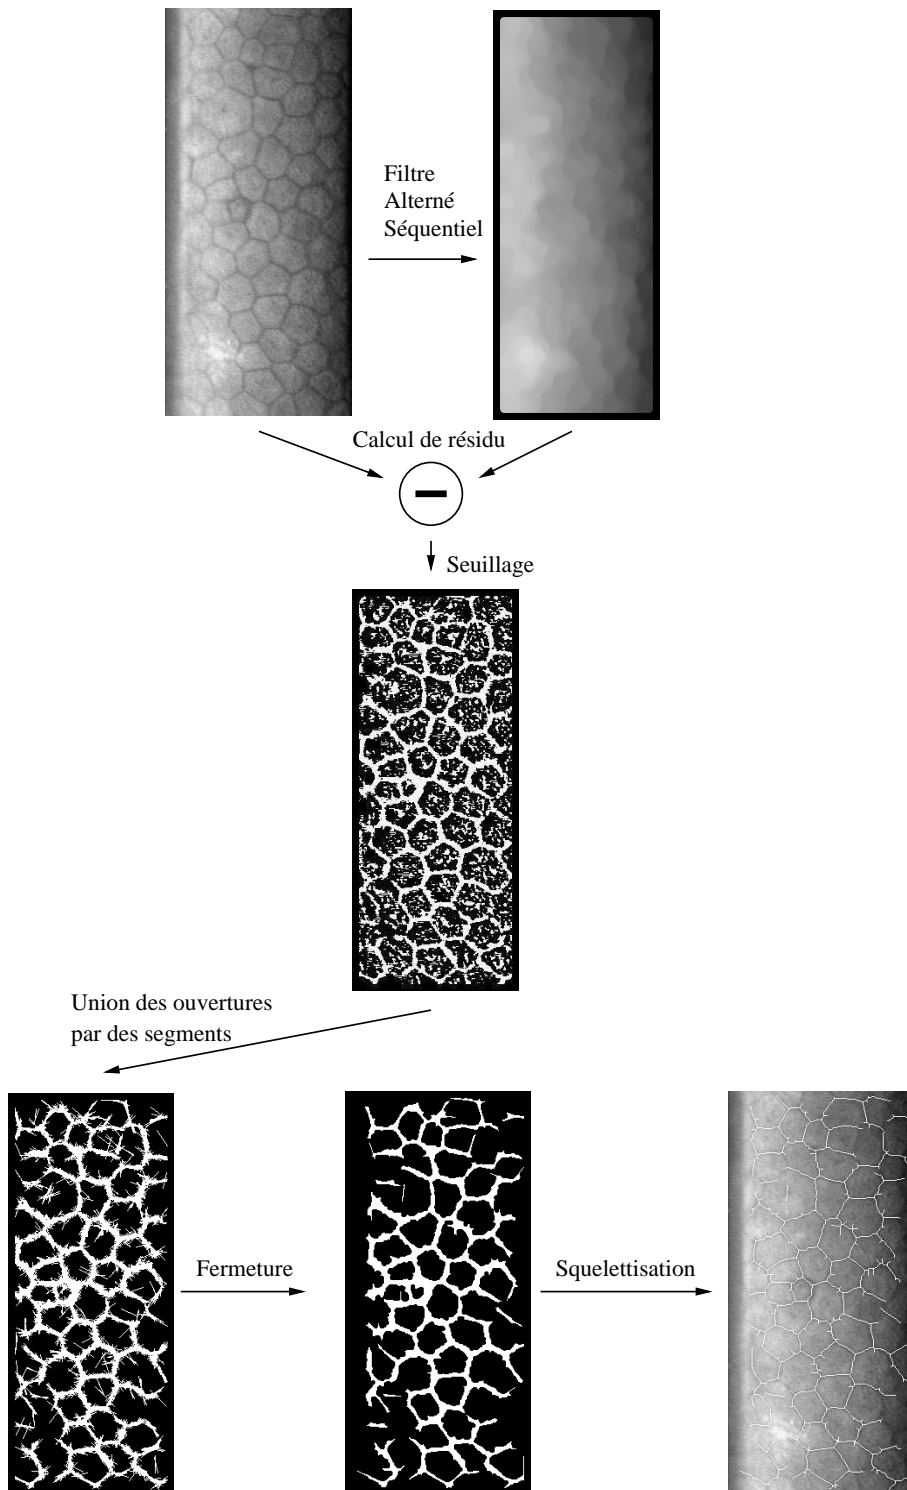 Filtre
Alterné
Séquentiel
Calcul de résidu
Seuillage
Union des ouvertures
par des segments
Fermeture
Squelettisation